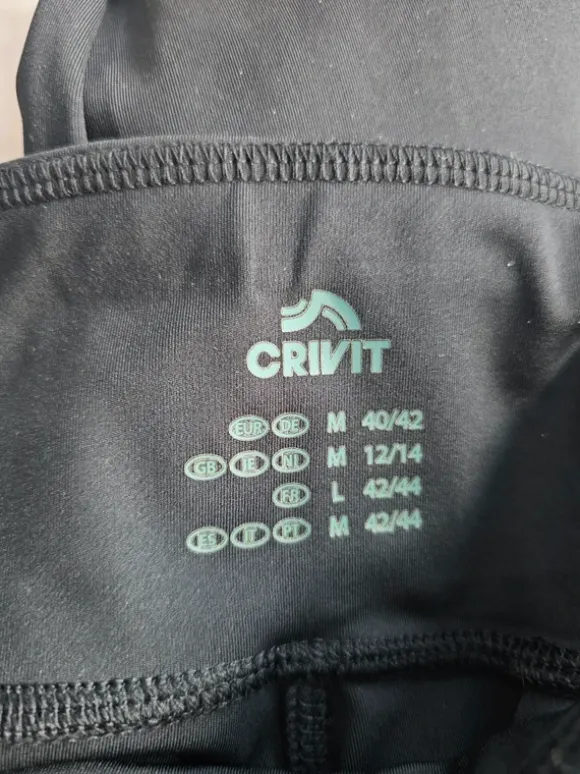 CRIVIT
EUR DE M 40/42
GB IE NI M 12/14
FR L 42/44
ES IT PT M 42/44